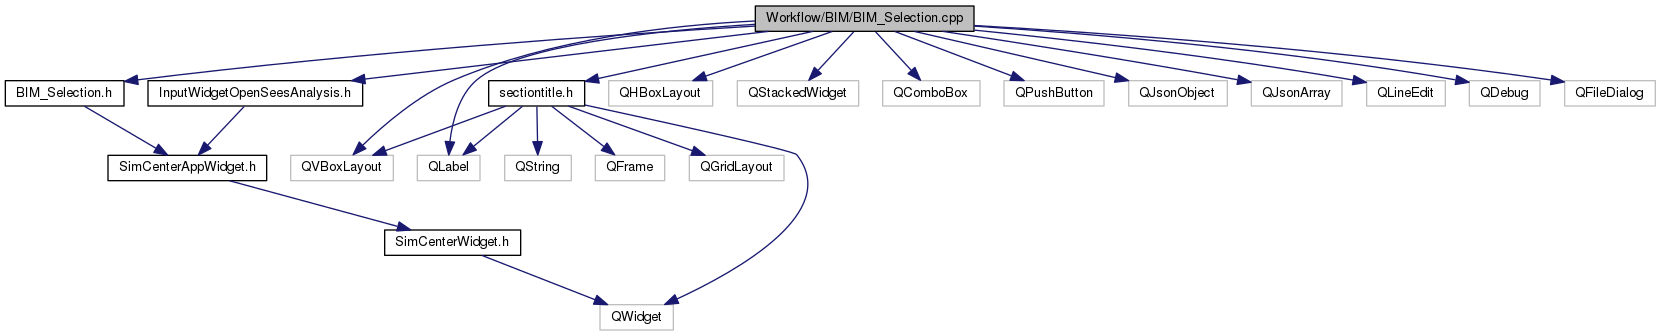 Workflow/BIM/BIM_Selection.cpp
BIM_Selection.h
InputWidgetOpenSeesAnalysis.h
sectiontitle.h
QHBoxLayout
QStackedWidget
QComboBox
QPushButton
QJsonObject
QJsonArray
QLineEdit
QDebug
QFileDialog
SimCenterAppWidget.h
QVBoxLayout
QLabel
QString
QFrame
QGridLayout
SimCenterWidget.h
QWidget